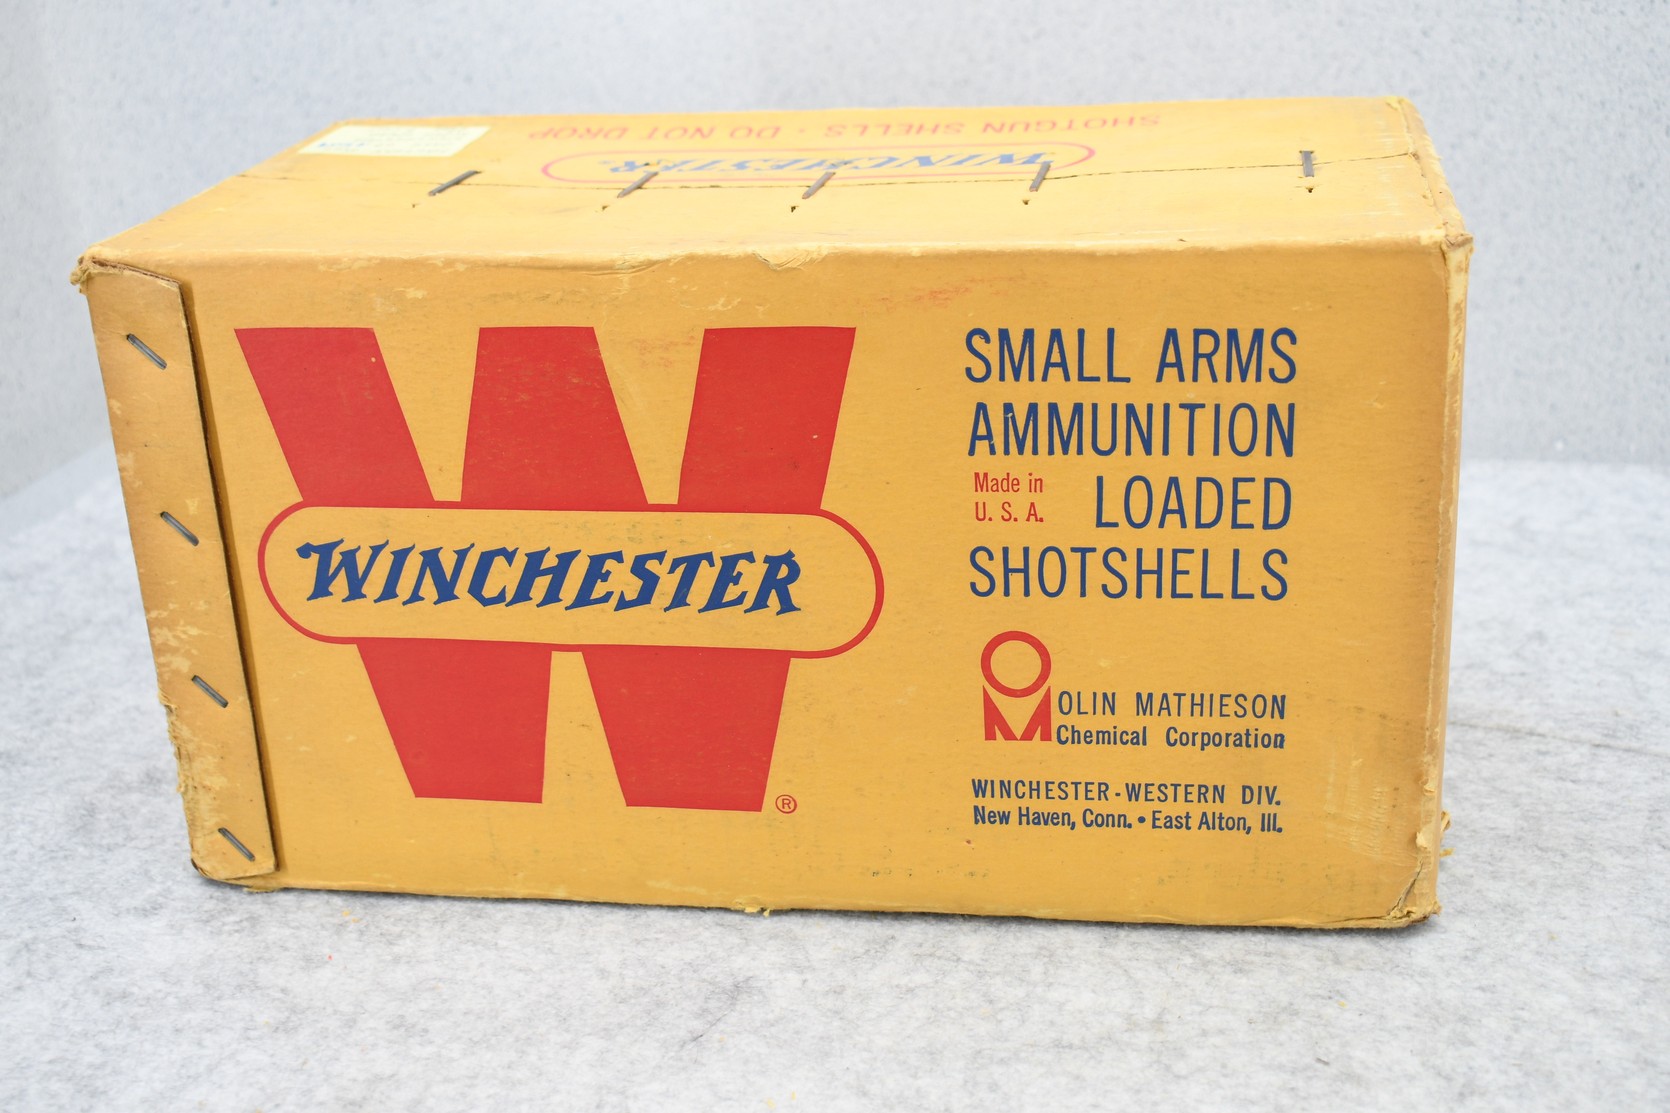 SHOTGUN SHELLS · DO NOT DROP
WINCHESTER
W
WINCHESTER
®
SMALL ARMS
AMMUNITION
Made in
U. S. A.
LOADED
SHOTSHELLS
OM
OLIN MATHIESON
Chemical Corporation
WINCHESTER-WESTERN DIV.
New Haven, Conn. • East Alton, Ill.